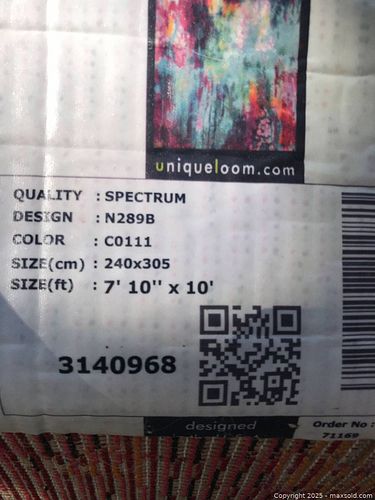 uniqueloom.com
QUALITY : SPECTRUM
DESIGN : N289B
COLOR : C0111
SIZE(cm) : 240x305
SIZE(ft) : 7' 10'' x 10'
3140968
designed
Order No :
71169
Copyright © 2025 - maxsold.com